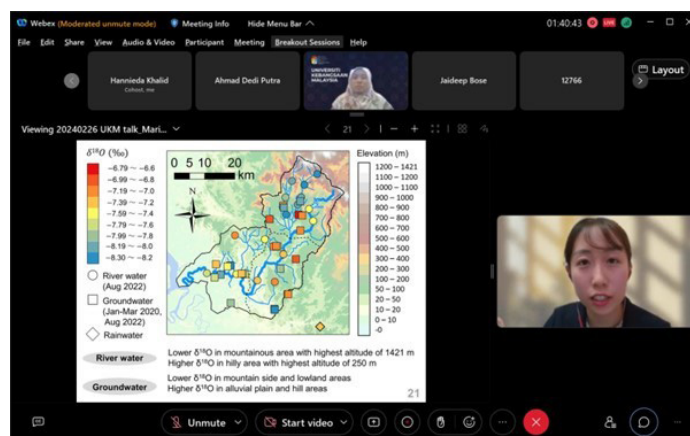 Webex (Moderated unmute mode)
Meeting Info
Hide Menu Bar
01:40:43
LIVE
File Edit Share View Audio & Video Participant Meeting Breakout Sessions Help
Hannieda Khalid
Cohost, me
Ahmad Dedi Putra
UNIVERSITI
KEBANGSAAN
MALAYSIA
Jaideep Bose
12766
Layout
Viewing 20240226 UKM talk_Mari...
21
δ¹⁸O (‰)
−6.79 ~ −6.6
−6.99 ~ −6.8
−7.19 ~ −7.0
−7.39 ~ −7.2
−7.59 ~ −7.4
−7.79 ~ −7.6
−7.99 ~ −7.8
−8.19 ~ −8.0
−8.30 ~ −8.2
River water
(Aug 2022)
Groundwater
(Jan-Mar 2020,
Aug 2022)
Rainwater
0 5 10 20
km
N
Elevation (m)
1200 – 1421
1100 – 1200
1000 – 1100
900 – 1000
800 – 900
700 – 800
600 – 700
500 – 600
400 – 500
300 – 400
200 – 300
100 – 200
50 – 100
20 – 50
10 – 20
0 – 10
-0
River water
Lower δ¹⁸O in mountainous area with highest altitude of 1421 m
Higher δ¹⁸O in hilly area with highest altitude of 250 m
Groundwater
Lower δ¹⁸O in mountain side and lowland areas
Higher δ¹⁸O in alluvial plain and hill areas
21
Unmute
Start video